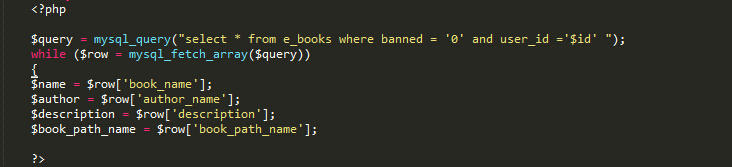 <?php
$query = mysql_query("select * from e_books where banned = '0' and user_id ='$id' ");
while ($row = mysql_fetch_array($query))
{
$name = $row['book_name'];
$author = $row['author_name'];
$description = $row['description'];
$book_path_name = $row['book_path_name'];
?>